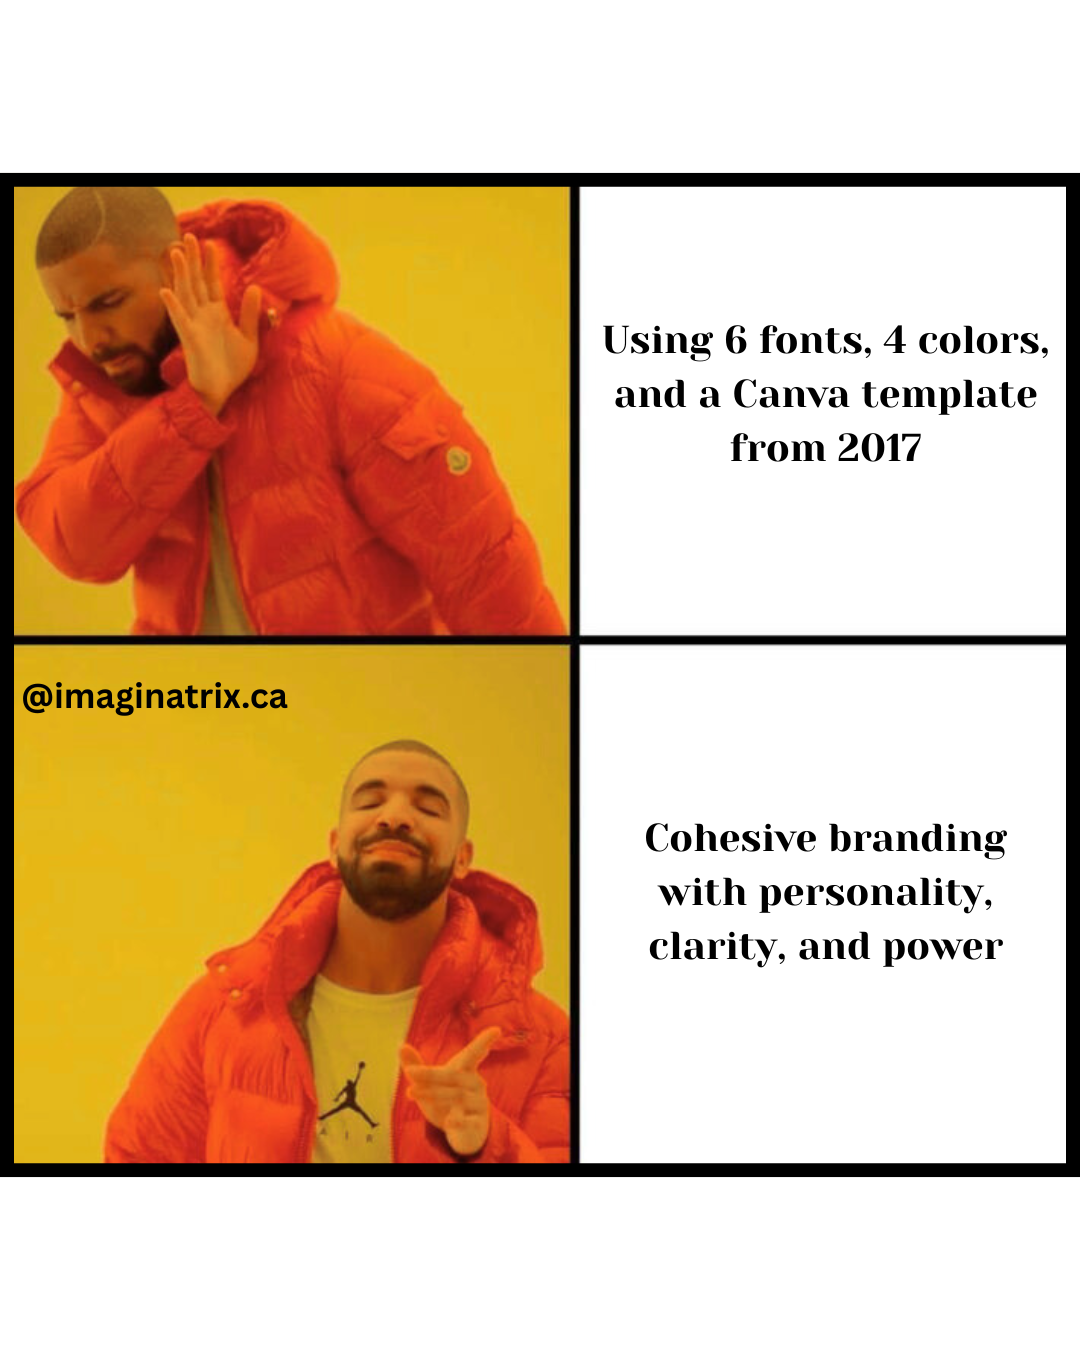 Using 6 fonts, 4 colors,
and a Canva template
from 2017
@imaginatrix.ca
Cohesive branding
with personality,
clarity, and power
A I R